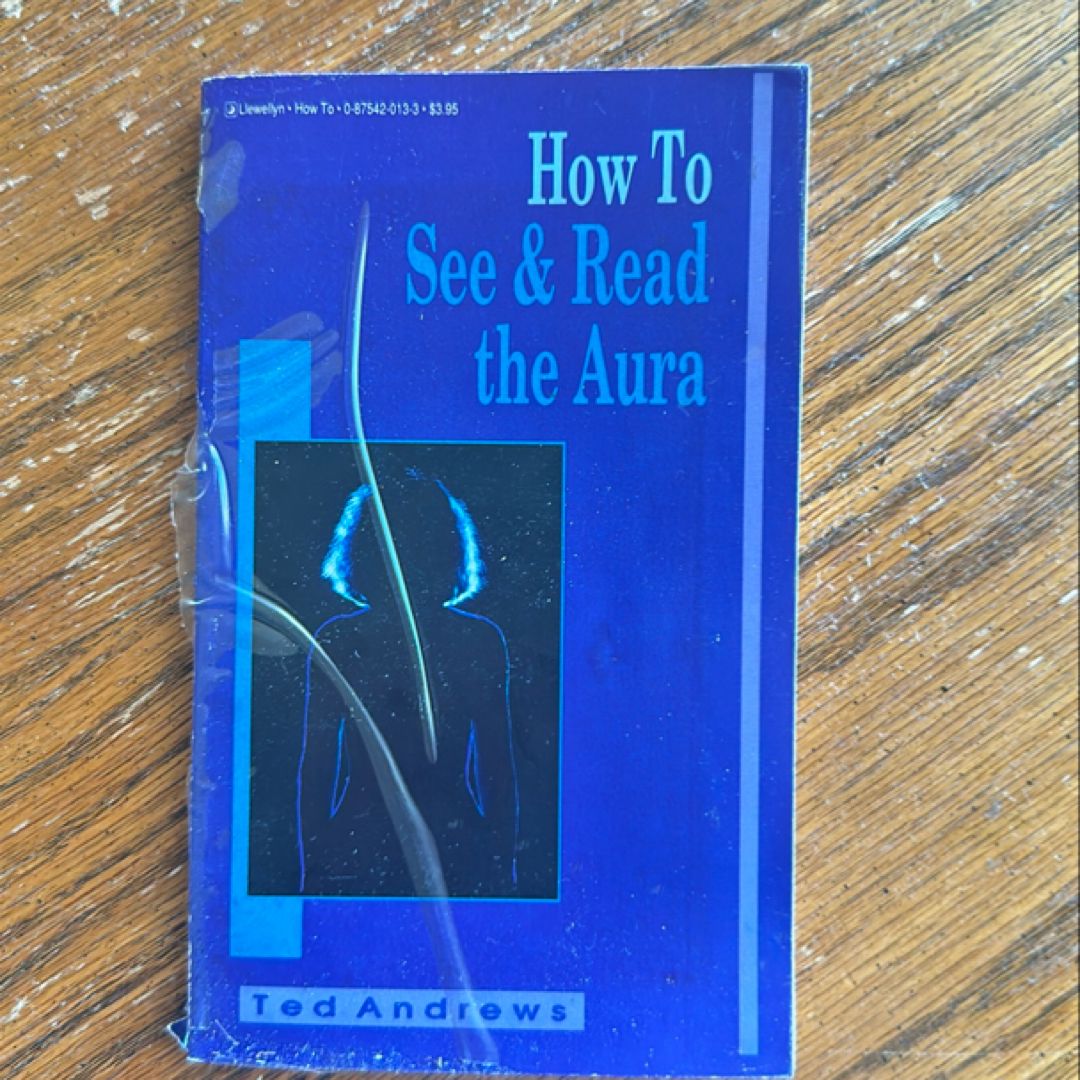 Llewellyn • How To • 0-87542-013-3 • $3.95
How To
See & Read
the Aura
Ted Andrews